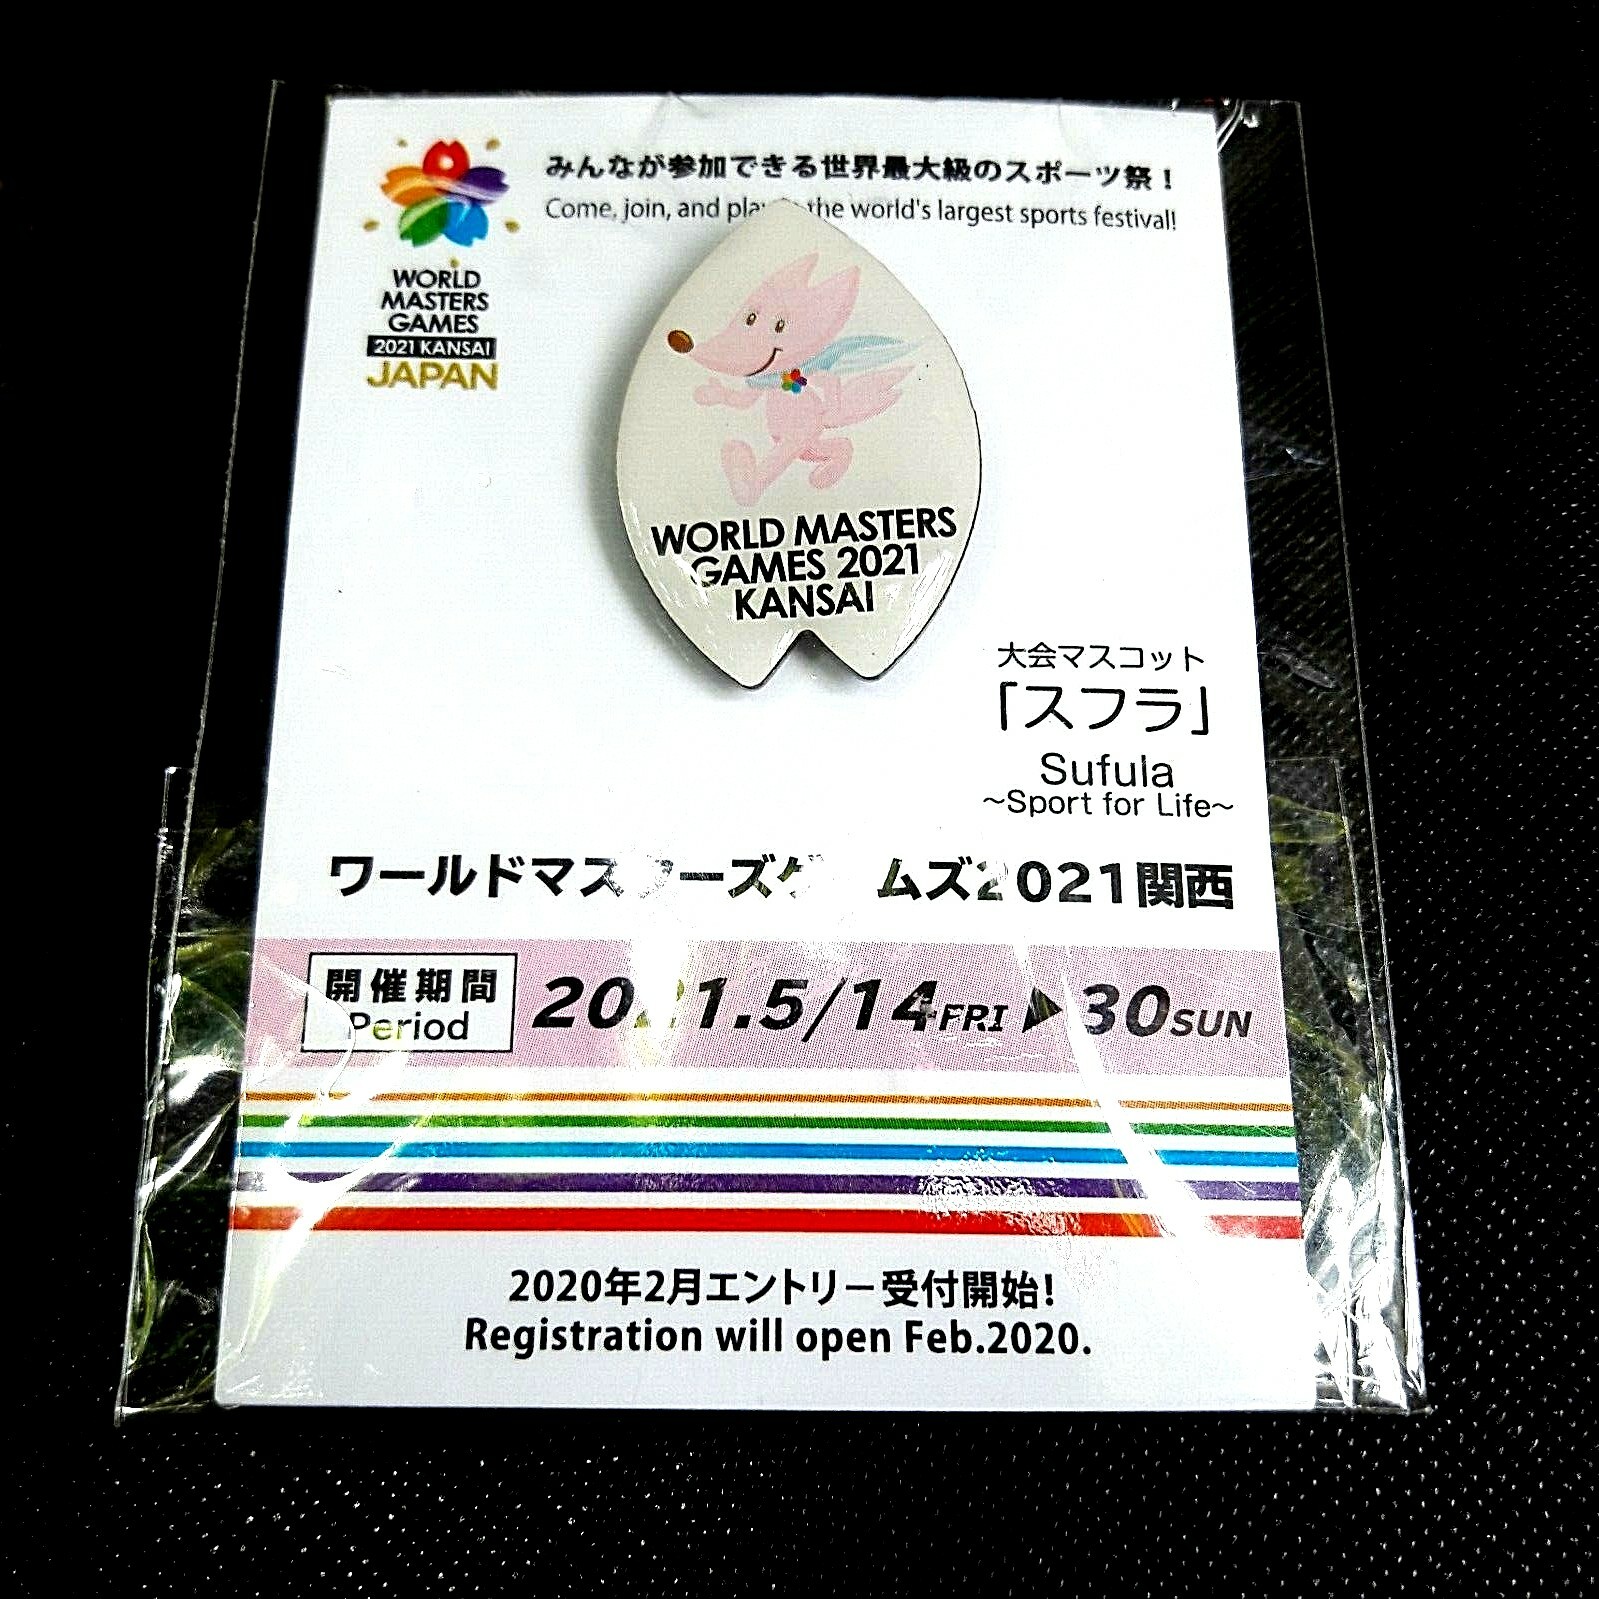 みんなが参加できる世界最大級のスポーツ祭！
Come, join, and play the world's largest sports festival!
WORLD
MASTERS
GAMES
2021 KANSAI
JAPAN
WORLD MASTERS
GAMES 2021
KANSAI
大会マスコット
「スフラ」
Sufula
~Sport for Life~
ワールドマスターズゲームズ2021関西
開催期間
Period
2021.5/14FRI▶30SUN
2020年2月エントリー受付開始!
Registration will open Feb.2020.